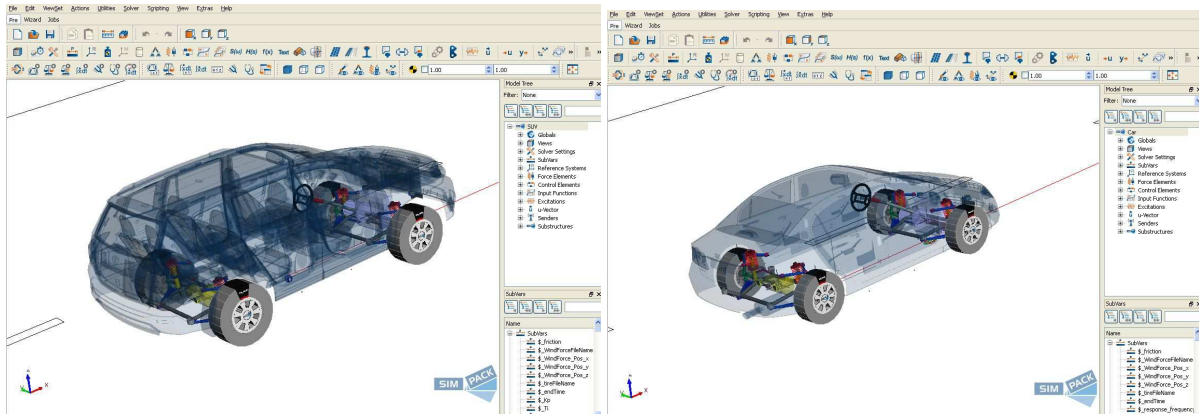 File Edit ViewSet Actions Utilities Solver Scripting View Extras Help
Pre Wizard Jobs
S(ω) H(s) f(x) Text
1.00 1.00
Model Tree
Filter: None
SUV
Globals
Views
Solver Settings
SubVars
Reference Systems
Force Elements
Control Elements
Input Functions
Excitations
u-Vector
Senders
Substructures
SubVars
Name
SubVars
$_friction
$_WindForceFileName
$_WindForce_Pos_x
$_WindForce_Pos_y
$_WindForce_Pos_z
$_tireFileName
$_endTime
$_Kp
$_Ti
SIMPACK
File Edit ViewSet Actions Utilities Solver Scripting View Extras Help
Pre Wizard Jobs
S(ω) H(s) f(x) Text
1.00 1.00
Model Tree
Filter: None
Car
Globals
Views
Solver Settings
SubVars
Reference Systems
Force Elements
Control Elements
Input Functions
Excitations
u-Vector
Senders
Substructures
SubVars
Name
SubVars
$_friction
$_WindForceFileName
$_WindForce_Pos_x
$_WindForce_Pos_y
$_WindForce_Pos_z
$_tireFileName
$_endTime
$_response_frequency
SIMPACK